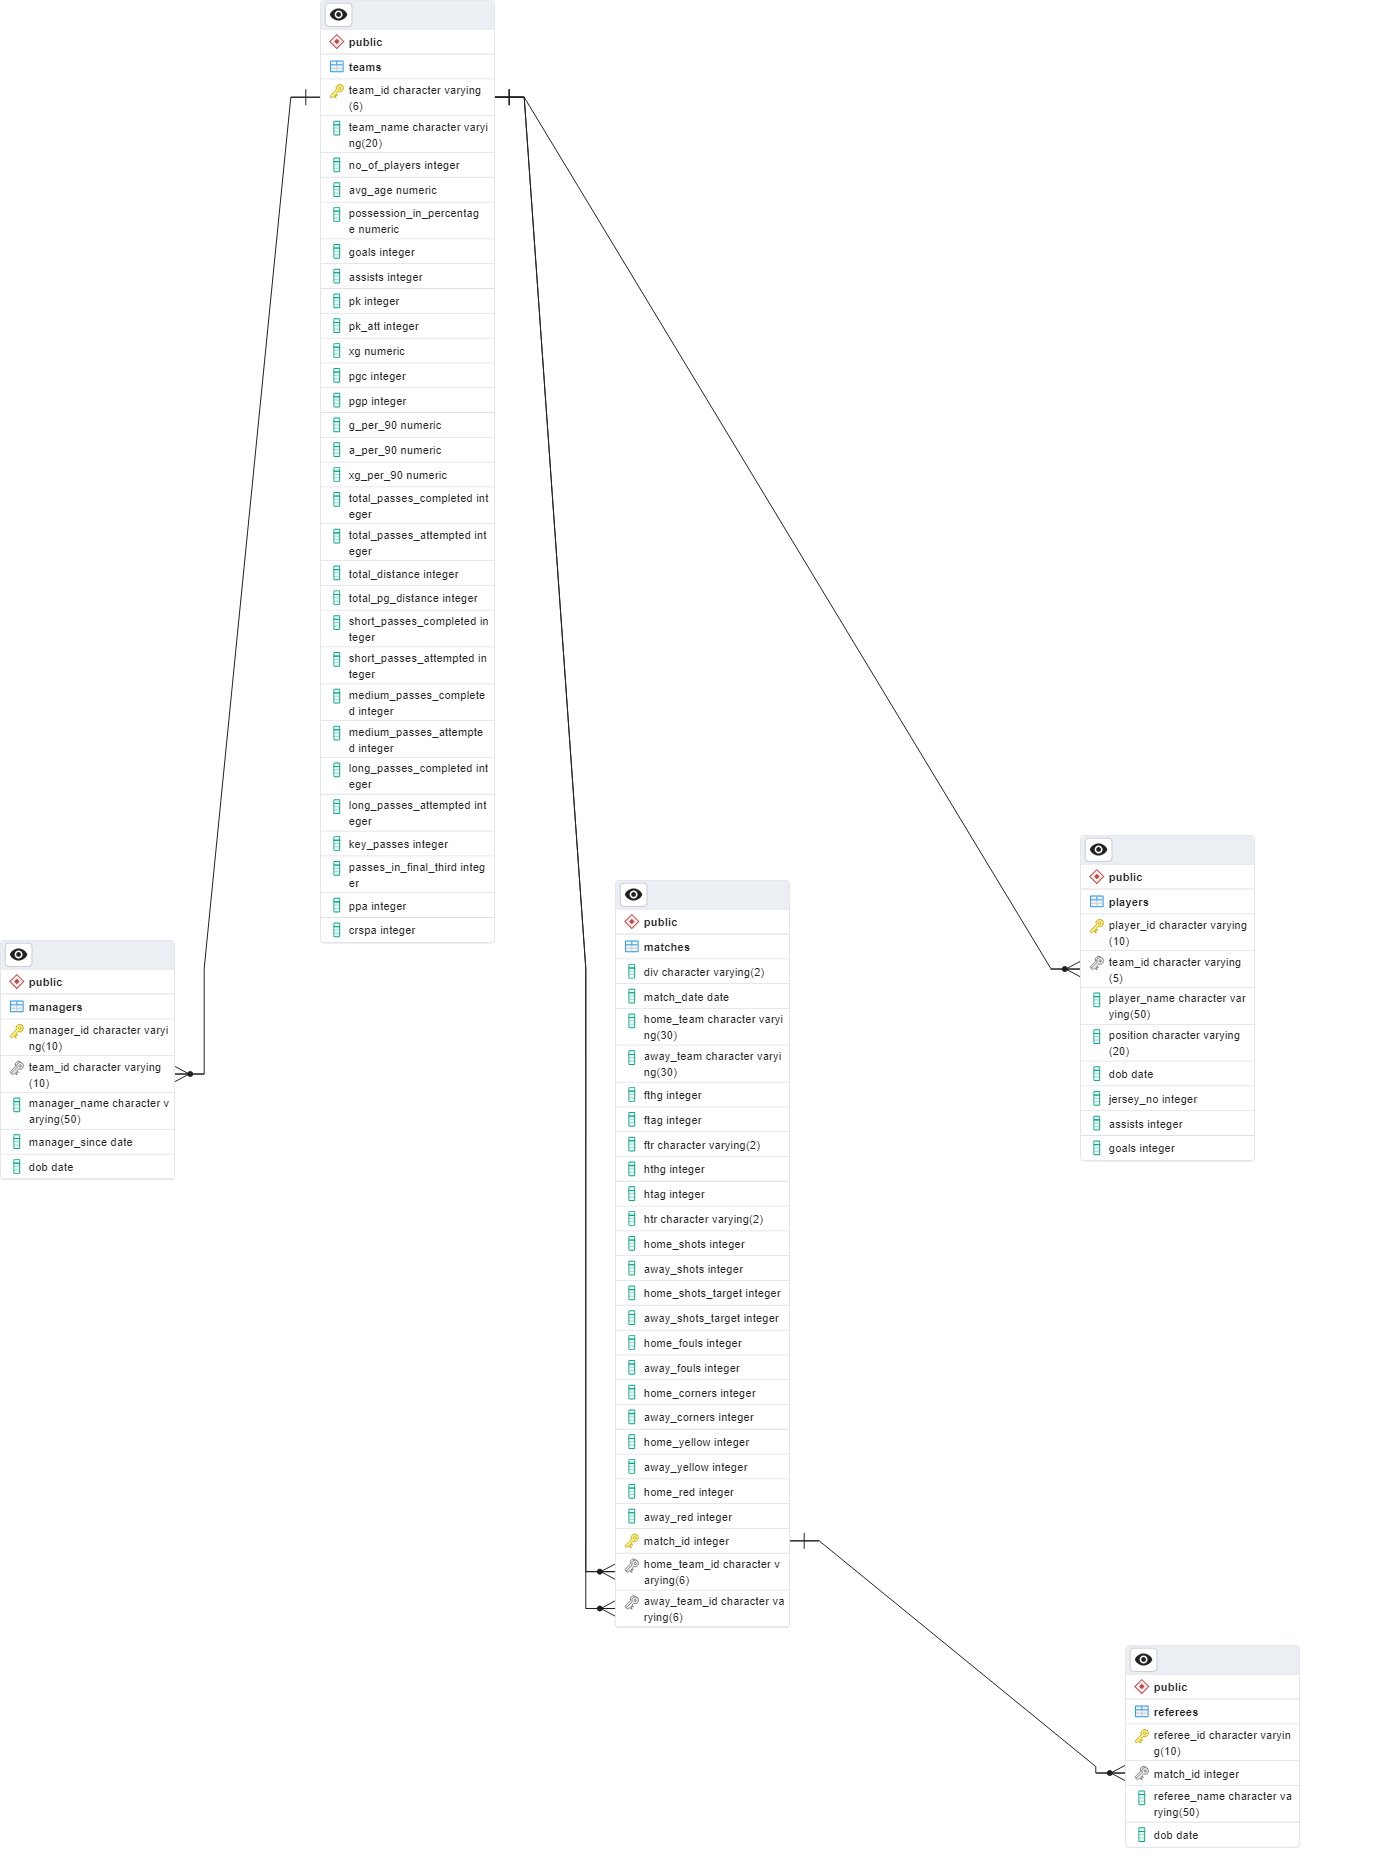 public
teams
team_id character varying
(6)
team_name character varyi
ng(20)
no_of_players integer
avg_age numeric
possession_in_percentag
e numeric
goals integer
assists integer
pk integer
pk_att integer
xg numeric
pgc integer
pgp integer
g_per_90 numeric
a_per_90 numeric
xg_per_90 numeric
total_passes_completed int
eger
total_passes_attempted int
eger
total_distance integer
total_pg_distance integer
short_passes_completed in
teger
short_passes_attempted in
teger
medium_passes_complete
d integer
medium_passes_attempte
d integer
long_passes_completed int
eger
long_passes_attempted int
eger
key_passes integer
passes_in_final_third integ
er
ppa integer
crspa integer
public
managers
manager_id character varyi
ng(10)
team_id character varying
(10)
manager_name character v
arying(50)
manager_since date
dob date
public
matches
div character varying(2)
match_date date
home_team character varyi
ng(30)
away_team character varyi
ng(30)
fthg integer
ftag integer
ftr character varying(2)
hthg integer
htag integer
htr character varying(2)
home_shots integer
away_shots integer
home_shots_target integer
away_shots_target integer
home_fouls integer
away_fouls integer
home_corners integer
away_corners integer
home_yellow integer
away_yellow integer
home_red integer
away_red integer
match_id integer
home_team_id character v
arying(6)
away_team_id character va
rying(6)
public
players
player_id character varying
(10)
team_id character varying
(5)
player_name character var
ying(50)
position character varying
(20)
dob date
jersey_no integer
assists integer
goals integer
public
referees
referee_id character varyin
g(10)
match_id integer
referee_name character va
rying(50)
dob date